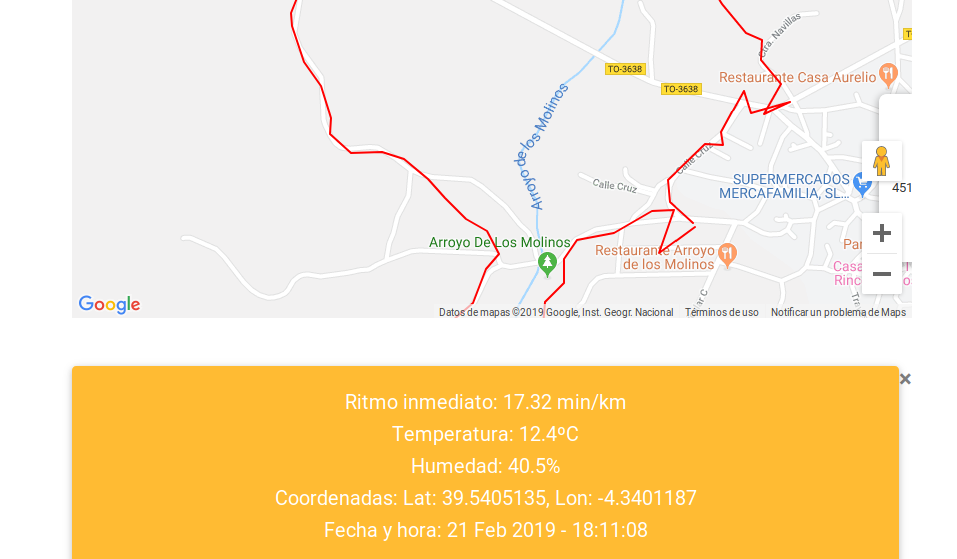 Ctra. Navillas
TO-3638
Restaurante Casa Aurelio
TO-3638
Arroyo de los Molinos
Calle Cruz
Calle Cruz
SUPERMERCADOS
MERCAFAMILIA, SL...
451
Arroyo De Los Molinos
Restaurante Arroyo
de los Molinos
Google
Datos de mapas ©2019 Google, Inst. Geogr. Nacional
Términos de uso
Notificar un problema de Maps
×
Ritmo inmediato: 17.32 min/km
Temperatura: 12.4ºC
Humedad: 40.5%
Coordenadas: Lat: 39.5405135, Lon: -4.3401187
Fecha y hora: 21 Feb 2019 - 18:11:08